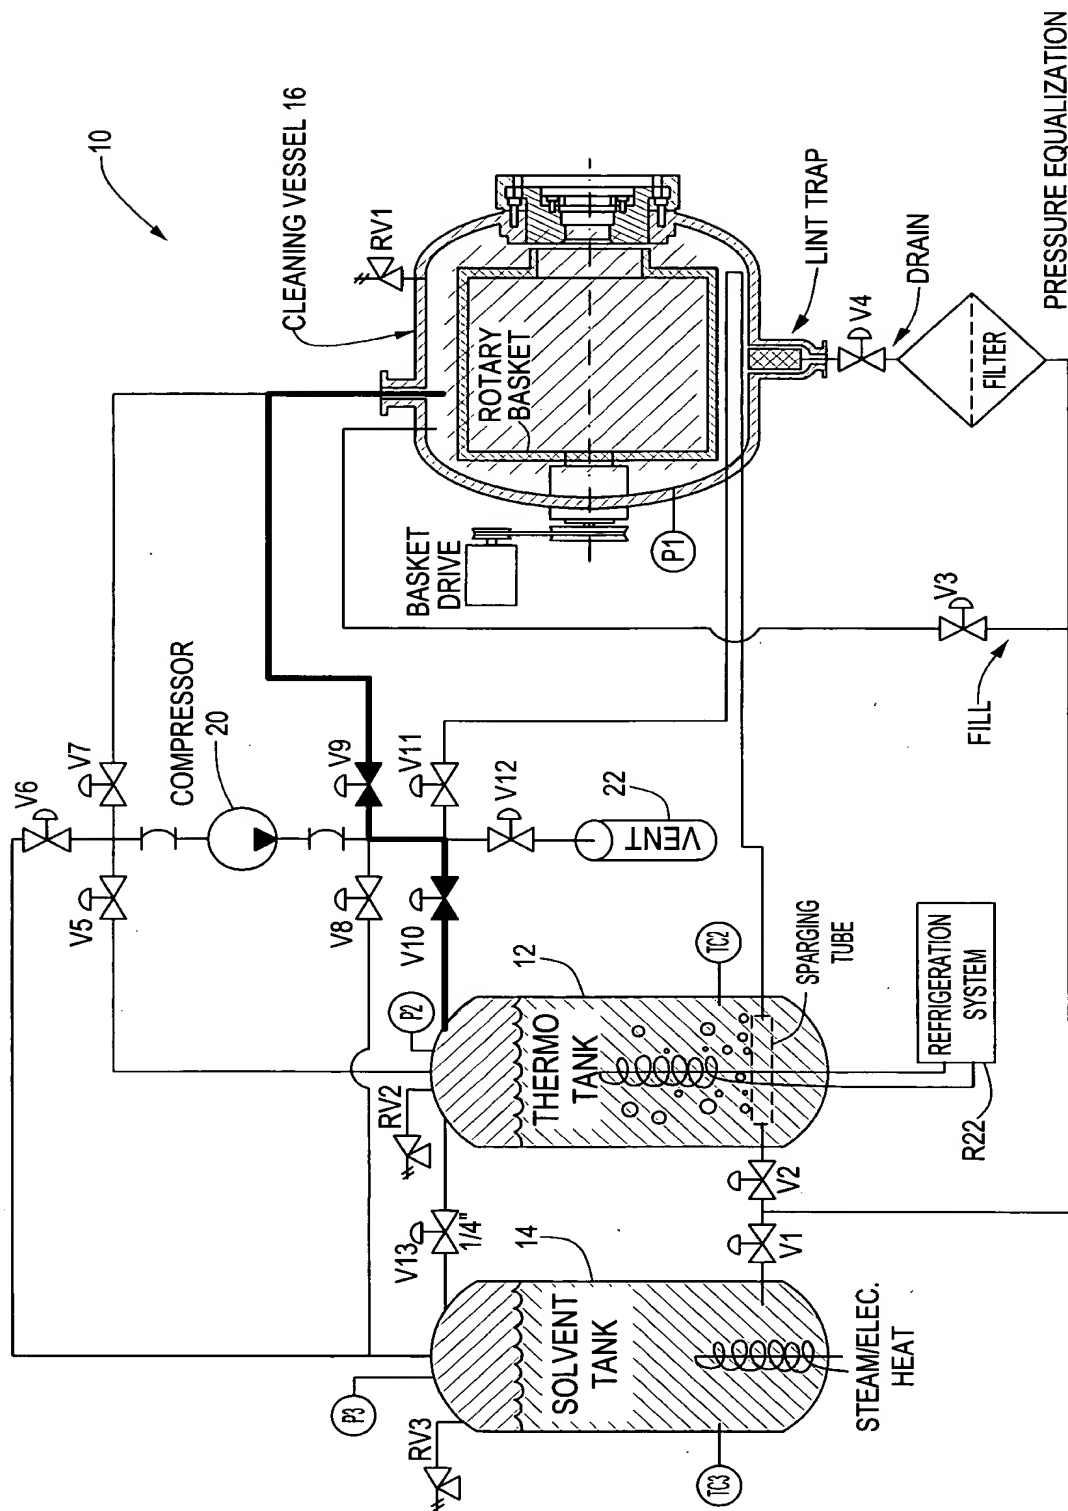 10
CLEANING VESSEL 16
RV1
ROTARY
BASKET
BASKET
DRIVE
P1
LINT TRAP
V4
DRAIN
FILTER
PRESSURE EQUALIZATION
V3
FILL
COMPRESSOR
20
V6
V7
V5
V9
V8
V11
V10
V12
22
VENT
P2
12
TC2
SPARGING
TUBE
THERMO
TANK
RV2
REFRIGERATION
SYSTEM
R22
V13
1/4"
V2
V1
14
SOLVENT
TANK
P3
RV3
TC3
STEAM/ELEC.
HEAT